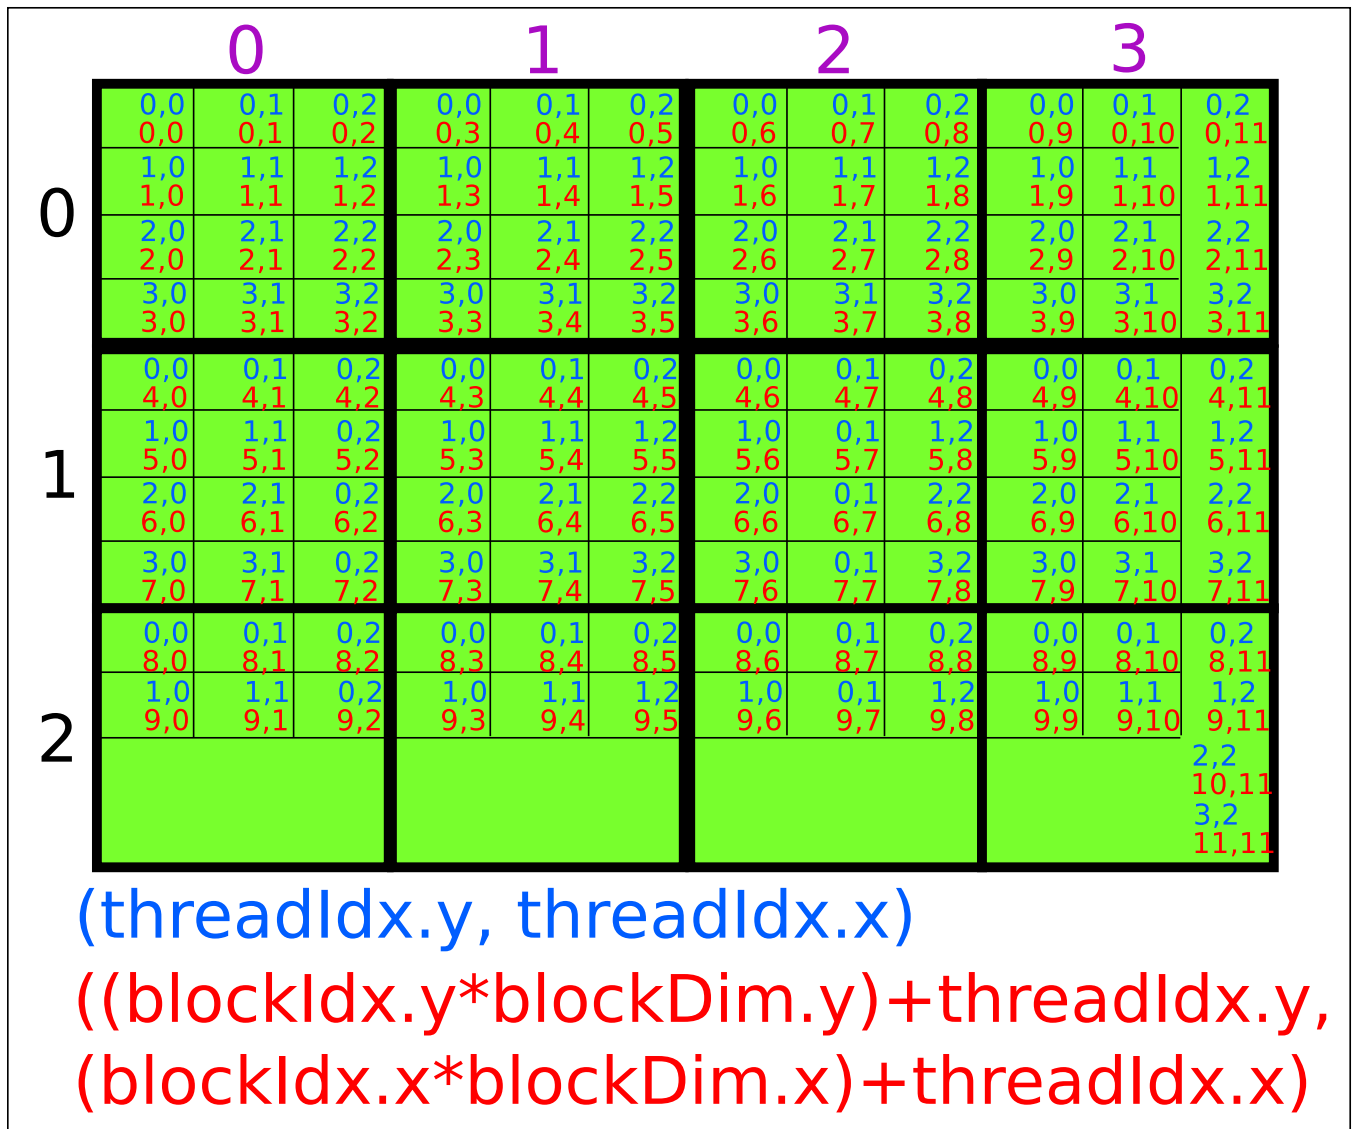 0 1 2 3
0,0 0,1 0,2 0,0 0,1 0,2 0,0 0,1 0,2 0,0 0,1 0,2
0,0 0,1 0,2 0,3 0,4 0,5 0,6 0,7 0,8 0,9 0,10 0,11
1,0 1,1 1,2 1,0 1,1 1,2 1,0 1,1 1,2 1,0 1,1 1,2
1,0 1,1 1,2 1,3 1,4 1,5 1,6 1,7 1,8 1,9 1,10 1,11
0
2,0 2,1 2,2 2,0 2,1 2,2 2,0 2,1 2,2 2,0 2,1 2,2
2,0 2,1 2,2 2,3 2,4 2,5 2,6 2,7 2,8 2,9 2,10 2,11
3,0 3,1 3,2 3,0 3,1 3,2 3,0 3,1 3,2 3,0 3,1 3,2
3,0 3,1 3,2 3,3 3,4 3,5 3,6 3,7 3,8 3,9 3,10 3,11
0,0 0,1 0,2 0,0 0,1 0,2 0,0 0,1 0,2 0,0 0,1 0,2
4,0 4,1 4,2 4,3 4,4 4,5 4,6 4,7 4,8 4,9 4,10 4,11
1,0 1,1 0,2 1,0 1,1 1,2 1,0 0,1 1,2 1,0 1,1 1,2
5,0 5,1 5,2 5,3 5,4 5,5 5,6 5,7 5,8 5,9 5,10 5,11
1
2,0 2,1 0,2 2,0 2,1 2,2 2,0 0,1 2,2 2,0 2,1 2,2
6,0 6,1 6,2 6,3 6,4 6,5 6,6 6,7 6,8 6,9 6,10 6,11
3,0 3,1 0,2 3,0 3,1 3,2 3,0 0,1 3,2 3,0 3,1 3,2
7,0 7,1 7,2 7,3 7,4 7,5 7,6 7,7 7,8 7,9 7,10 7,11
0,0 0,1 0,2 0,0 0,1 0,2 0,0 0,1 0,2 0,0 0,1 0,2
8,0 8,1 8,2 8,3 8,4 8,5 8,6 8,7 8,8 8,9 8,10 8,11
1,0 1,1 0,2 1,0 1,1 1,2 1,0 0,1 1,2 1,0 1,1 1,2
9,0 9,1 9,2 9,3 9,4 9,5 9,6 9,7 9,8 9,9 9,10 9,11
2
2,2
10,11
3,2
11,11
(threadIdx.y, threadIdx.x)
((blockIdx.y*blockDim.y)+threadIdx.y,
(blockIdx.x*blockDim.x)+threadIdx.x)